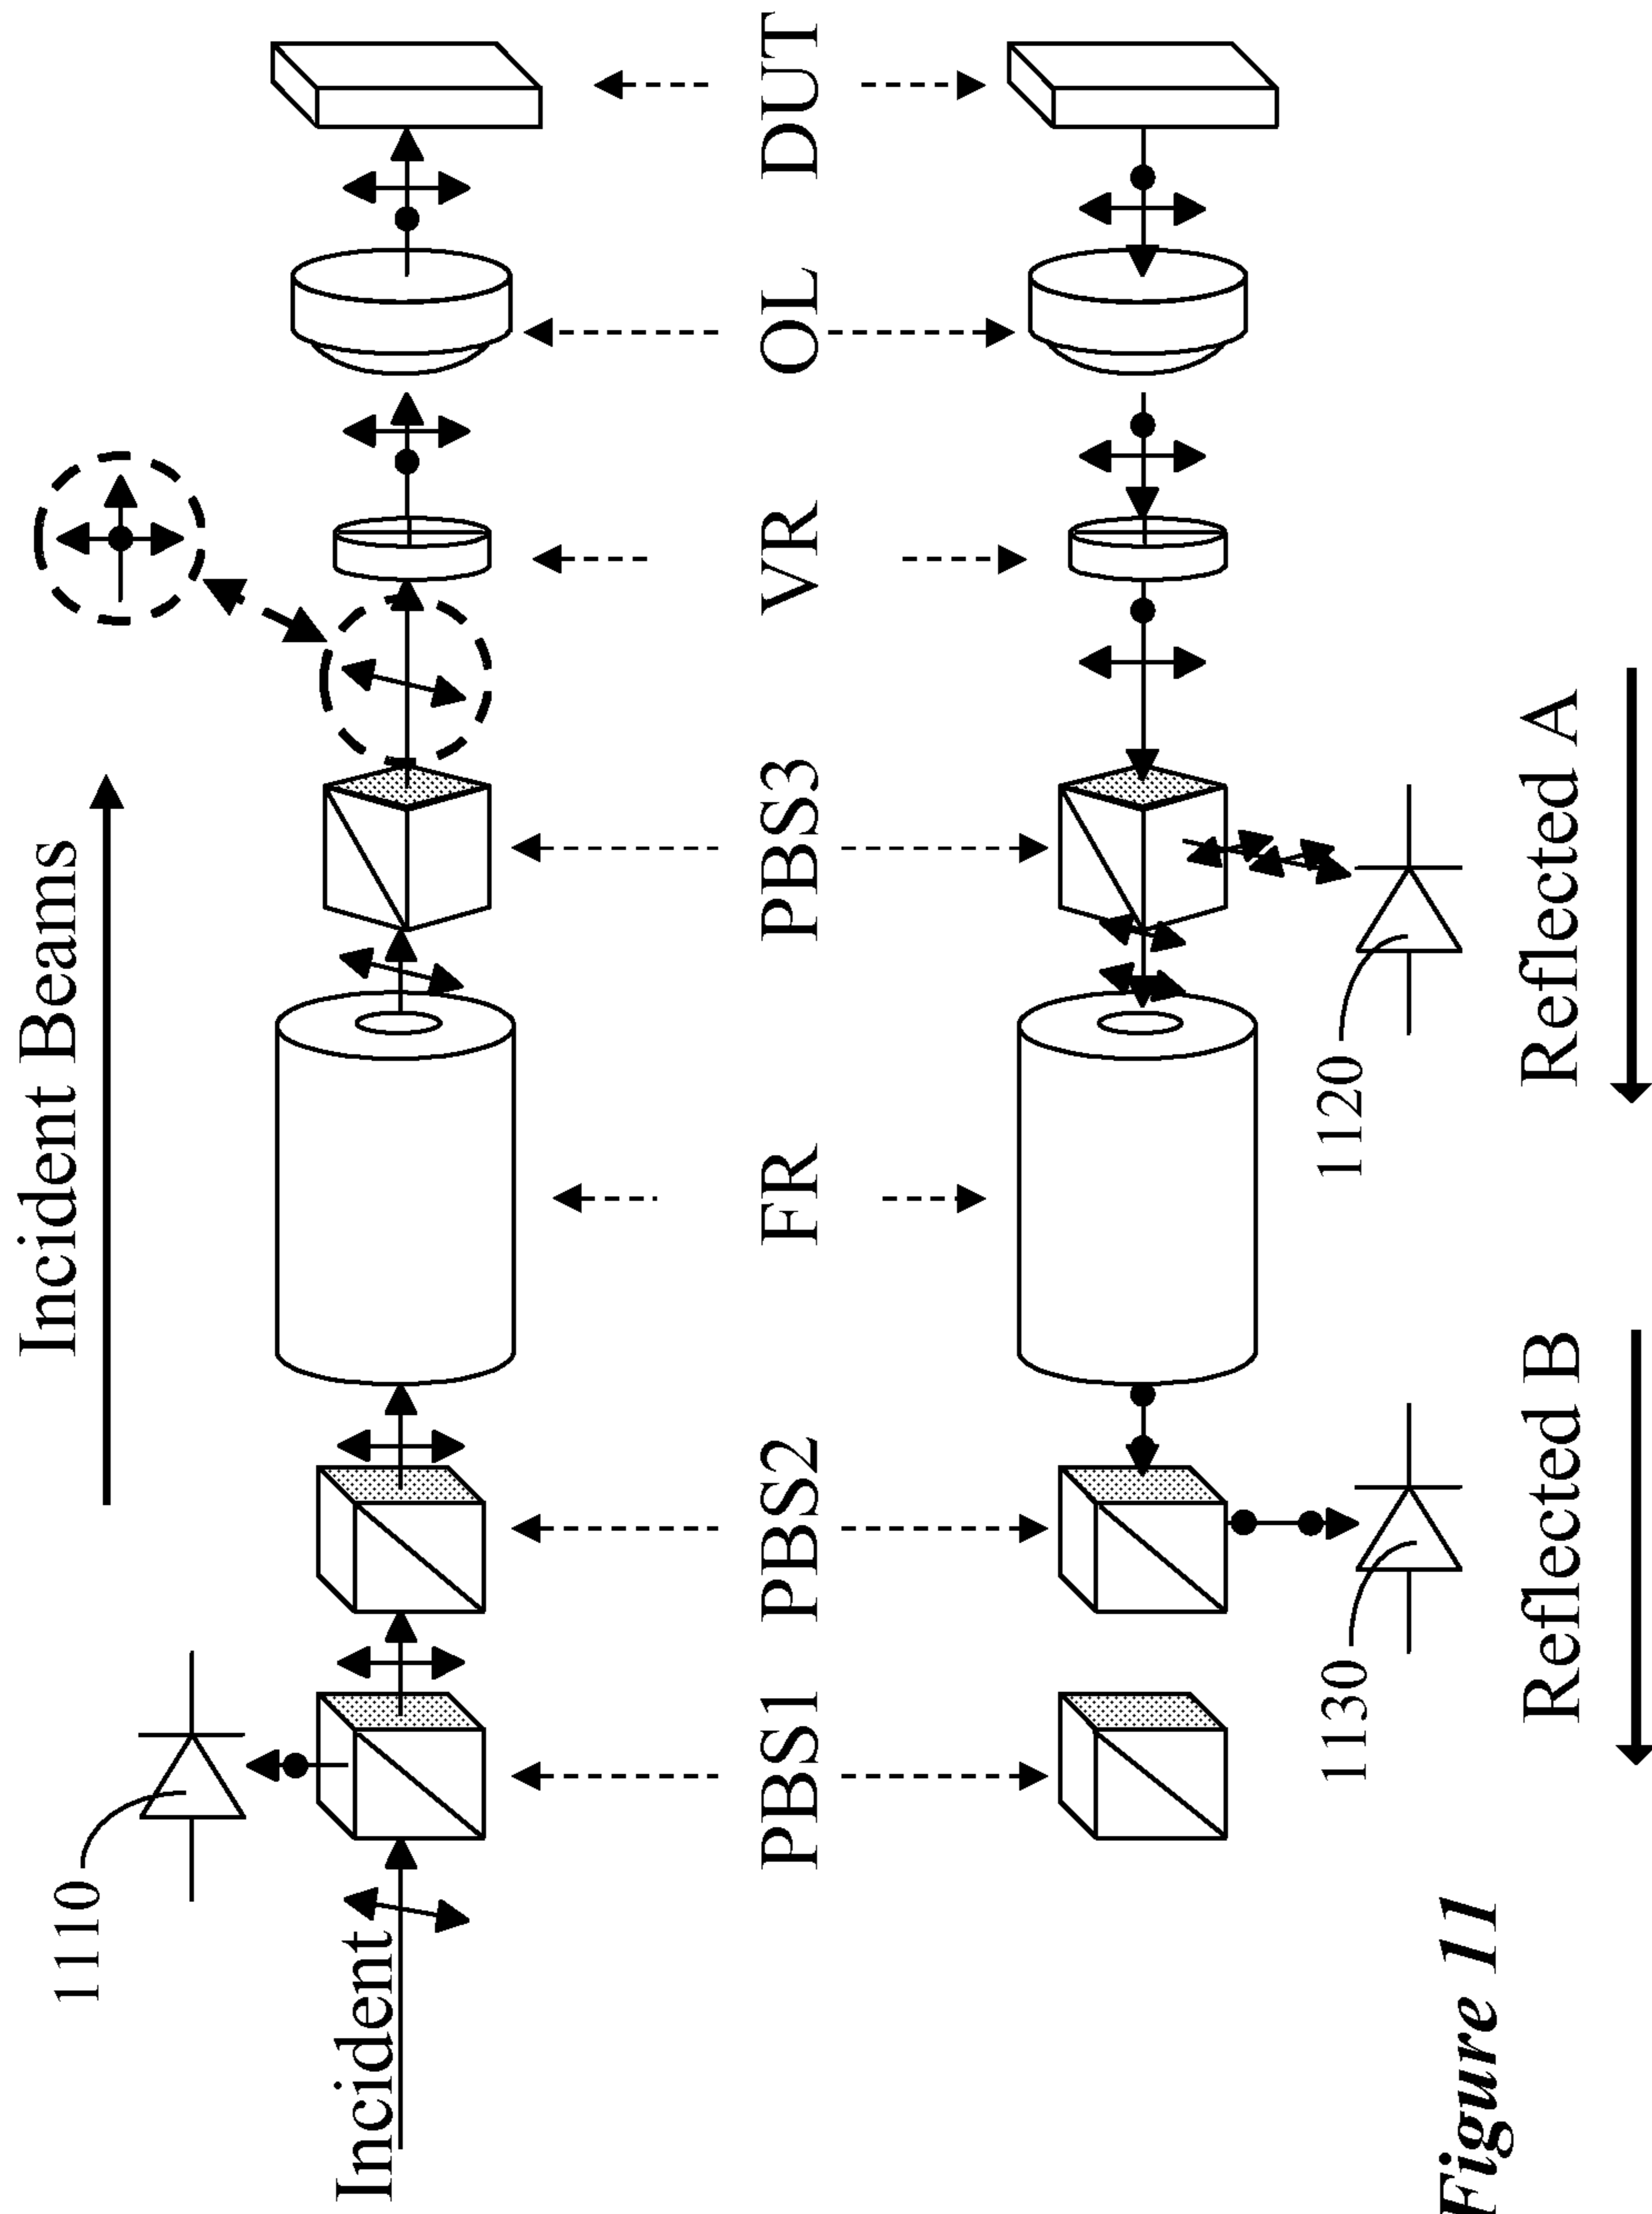 Incident Beams
1110
Incident
PBS1 PBS2 FR PBS3 VR OL DUT
1130
1120
Reflected B
Reflected A
Figure 11